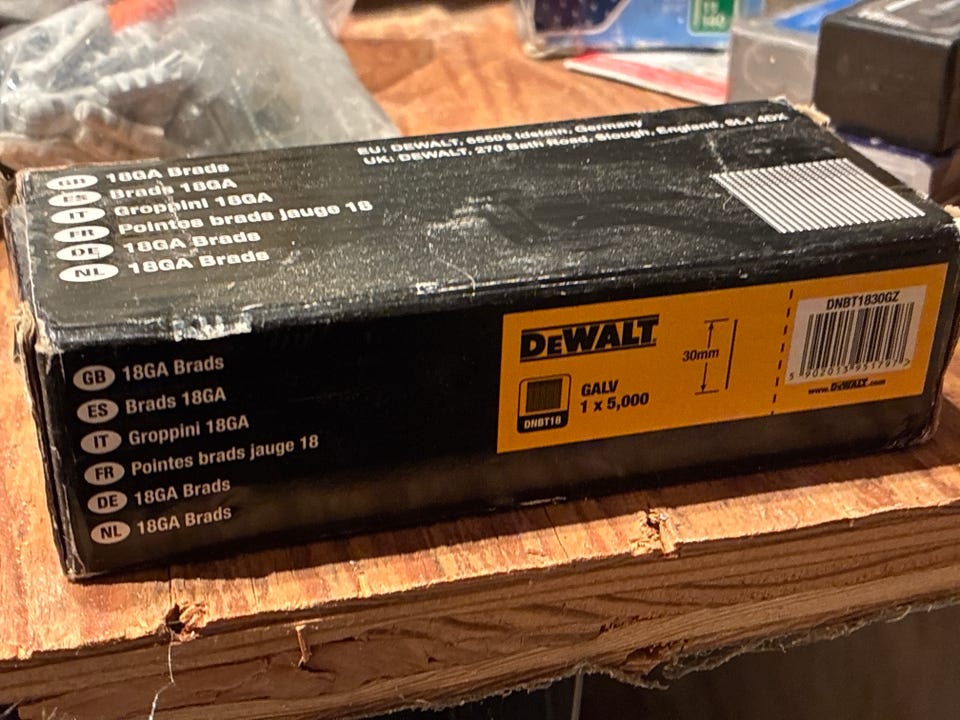 EU: DEWALT, 65509 Idstein, Germany
UK: DEWALT, 270 Bath Road, Slough, England, SL1 4DX
GB 18GA Brads
ES Brads 18GA
IT Groppini 18GA
FR Pointes brads jauge 18
DE 18GA Brads
NL 18GA Brads
GB 18GA Brads
ES Brads 18GA
IT Groppini 18GA
FR Pointes brads jauge 18
DE 18GA Brads
NL 18GA Brads
DEWALT
DNBT18
GALV
1 x 5,000
30mm
DNBT1830GZ
www.DEWALT.com